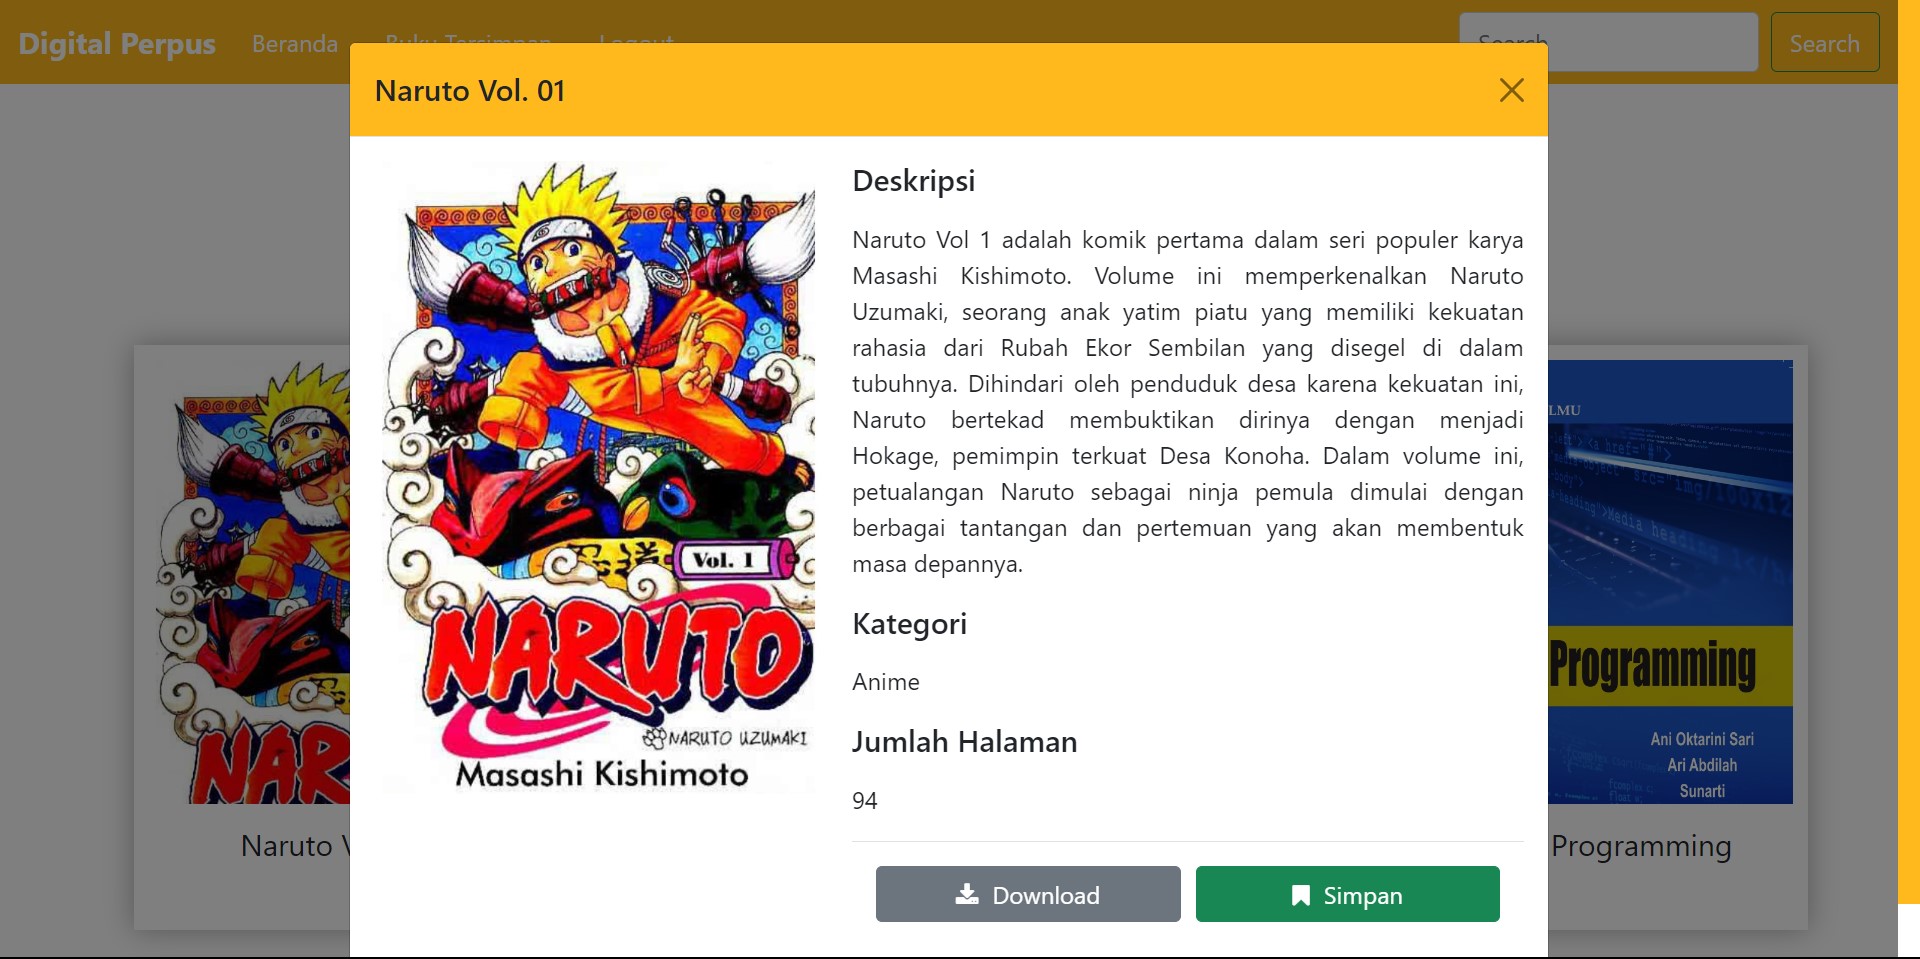 Digital Perpus
Beranda
Buku Tersimpan
Logout
Search
Search
Naruto Vol. 01
Vol. 1
NARUTO
NARUTO UZUMAKI
Masashi Kishimoto
Deskripsi
Naruto Vol 1 adalah komik pertama dalam seri populer karya
Masashi Kishimoto. Volume ini memperkenalkan Naruto
Uzumaki, seorang anak yatim piatu yang memiliki kekuatan
rahasia dari Rubah Ekor Sembilan yang disegel di dalam
tubuhnya. Dihindari oleh penduduk desa karena kekuatan ini,
Naruto bertekad membuktikan dirinya dengan menjadi
Hokage, pemimpin terkuat Desa Konoha. Dalam volume ini,
petualangan Naruto sebagai ninja pemula dimulai dengan
berbagai tantangan dan pertemuan yang akan membentuk
masa depannya.
Kategori
Anime
Jumlah Halaman
94
Download
Simpan
NAR
Naruto V
LMU
Programming
Ani Oktarini Sari
Ari Abdilah
Sunarti
Programming